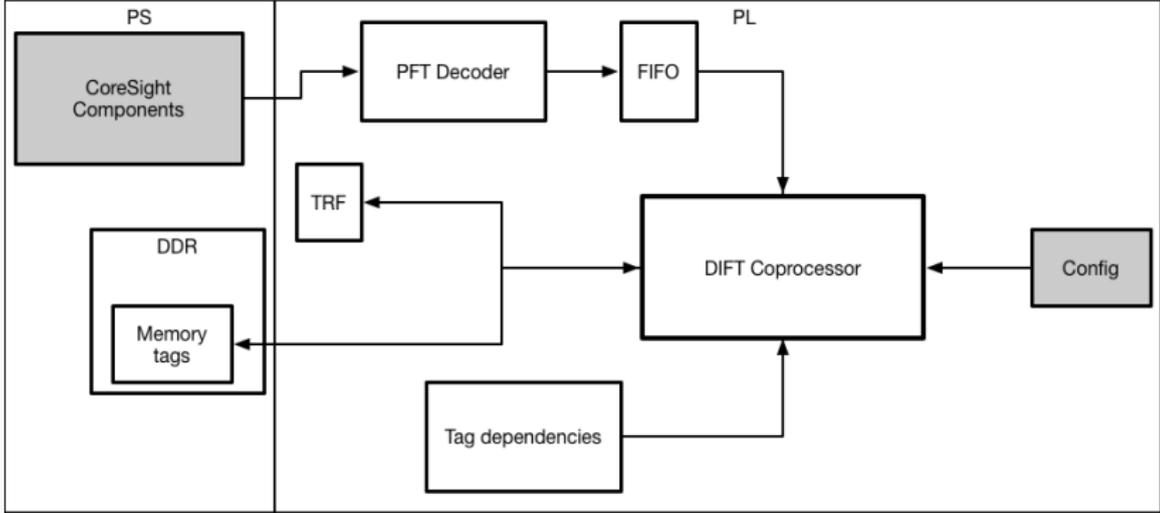 PS
PL
CoreSight
Components
PFT Decoder
FIFO
TRF
DDR
Memory
tags
DIFT Coprocessor
Config
Tag dependencies